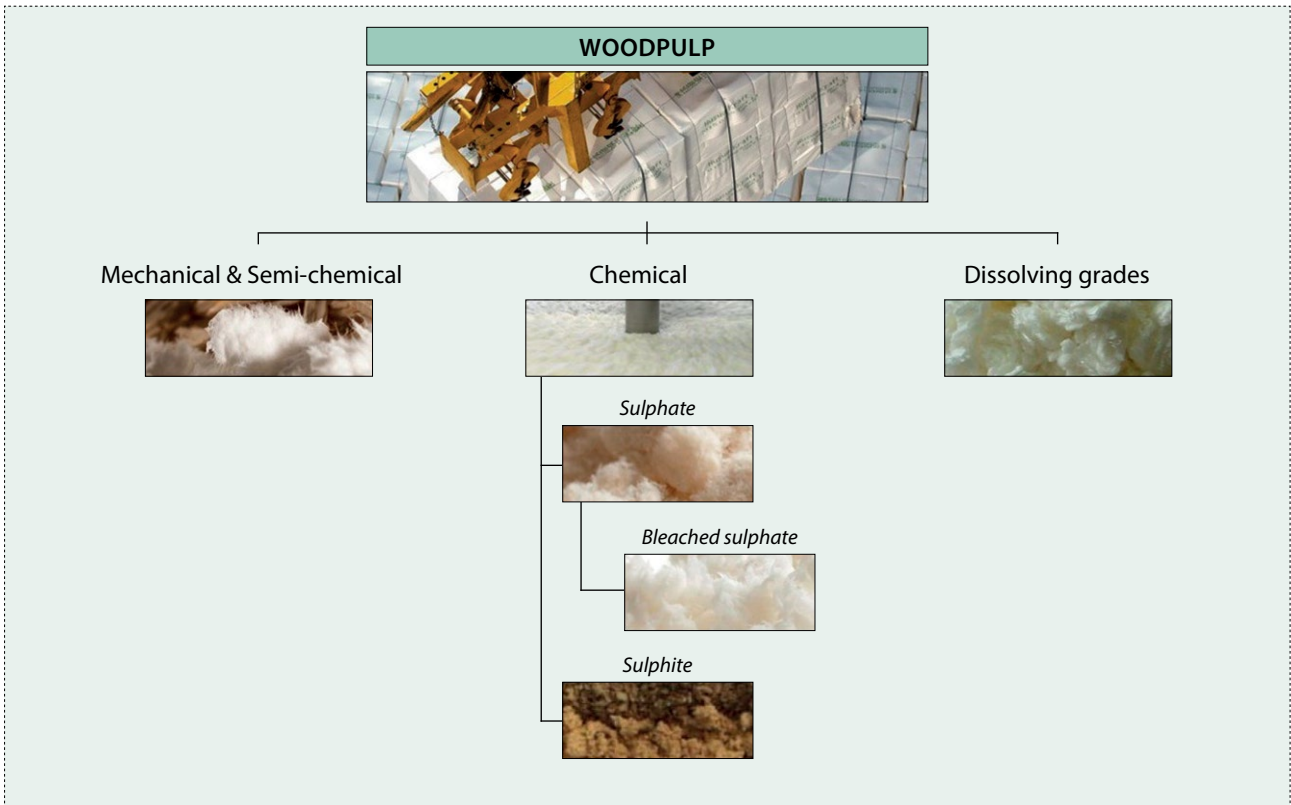 WOODPULP
Mechanical & Semi-chemical
Chemical
Dissolving grades
Sulphate
Bleached sulphate
Sulphite